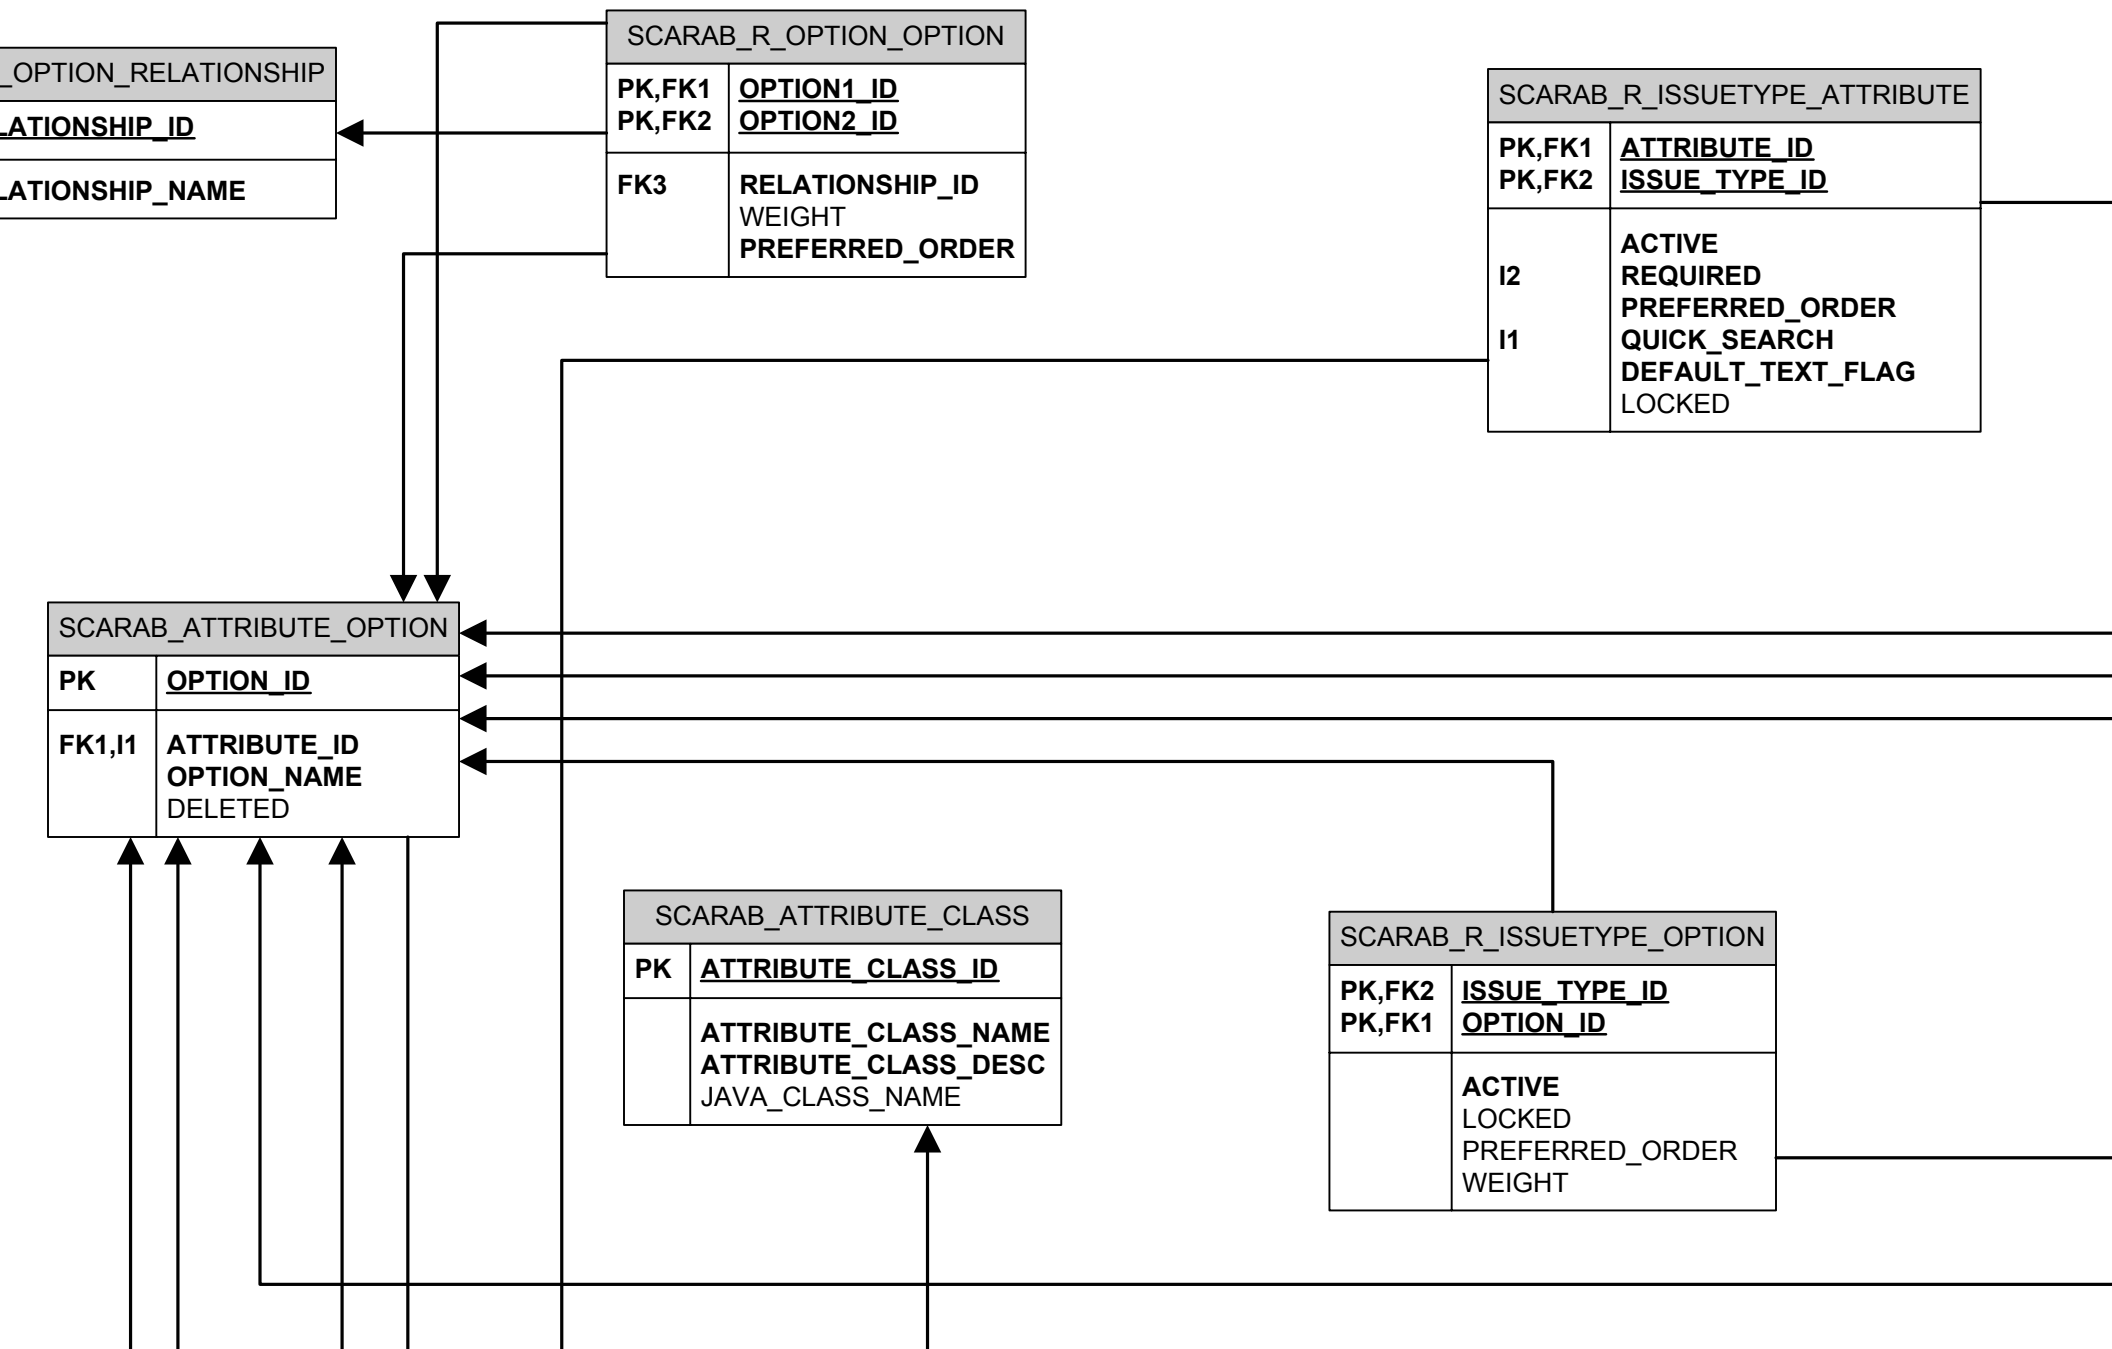 _OPTION_RELATIONSHIP
LATIONSHIP_ID
LATIONSHIP_NAME
SCARAB_R_OPTION_OPTION
PK,FK1 OPTION1_ID
PK,FK2 OPTION2_ID
FK3 RELATIONSHIP_ID
WEIGHT
PREFERRED_ORDER
SCARAB_R_ISSUETYPE_ATTRIBUTE
PK,FK1 ATTRIBUTE_ID
PK,FK2 ISSUE_TYPE_ID
ACTIVE
I2 REQUIRED
PREFERRED_ORDER
I1 QUICK_SEARCH
DEFAULT_TEXT_FLAG
LOCKED
SCARAB_ATTRIBUTE_OPTION
PK OPTION_ID
FK1,I1 ATTRIBUTE_ID
OPTION_NAME
DELETED
SCARAB_ATTRIBUTE_CLASS
PK ATTRIBUTE_CLASS_ID
ATTRIBUTE_CLASS_NAME
ATTRIBUTE_CLASS_DESC
JAVA_CLASS_NAME
SCARAB_R_ISSUETYPE_OPTION
PK,FK2 ISSUE_TYPE_ID
PK,FK1 OPTION_ID
ACTIVE
LOCKED
PREFERRED_ORDER
WEIGHT